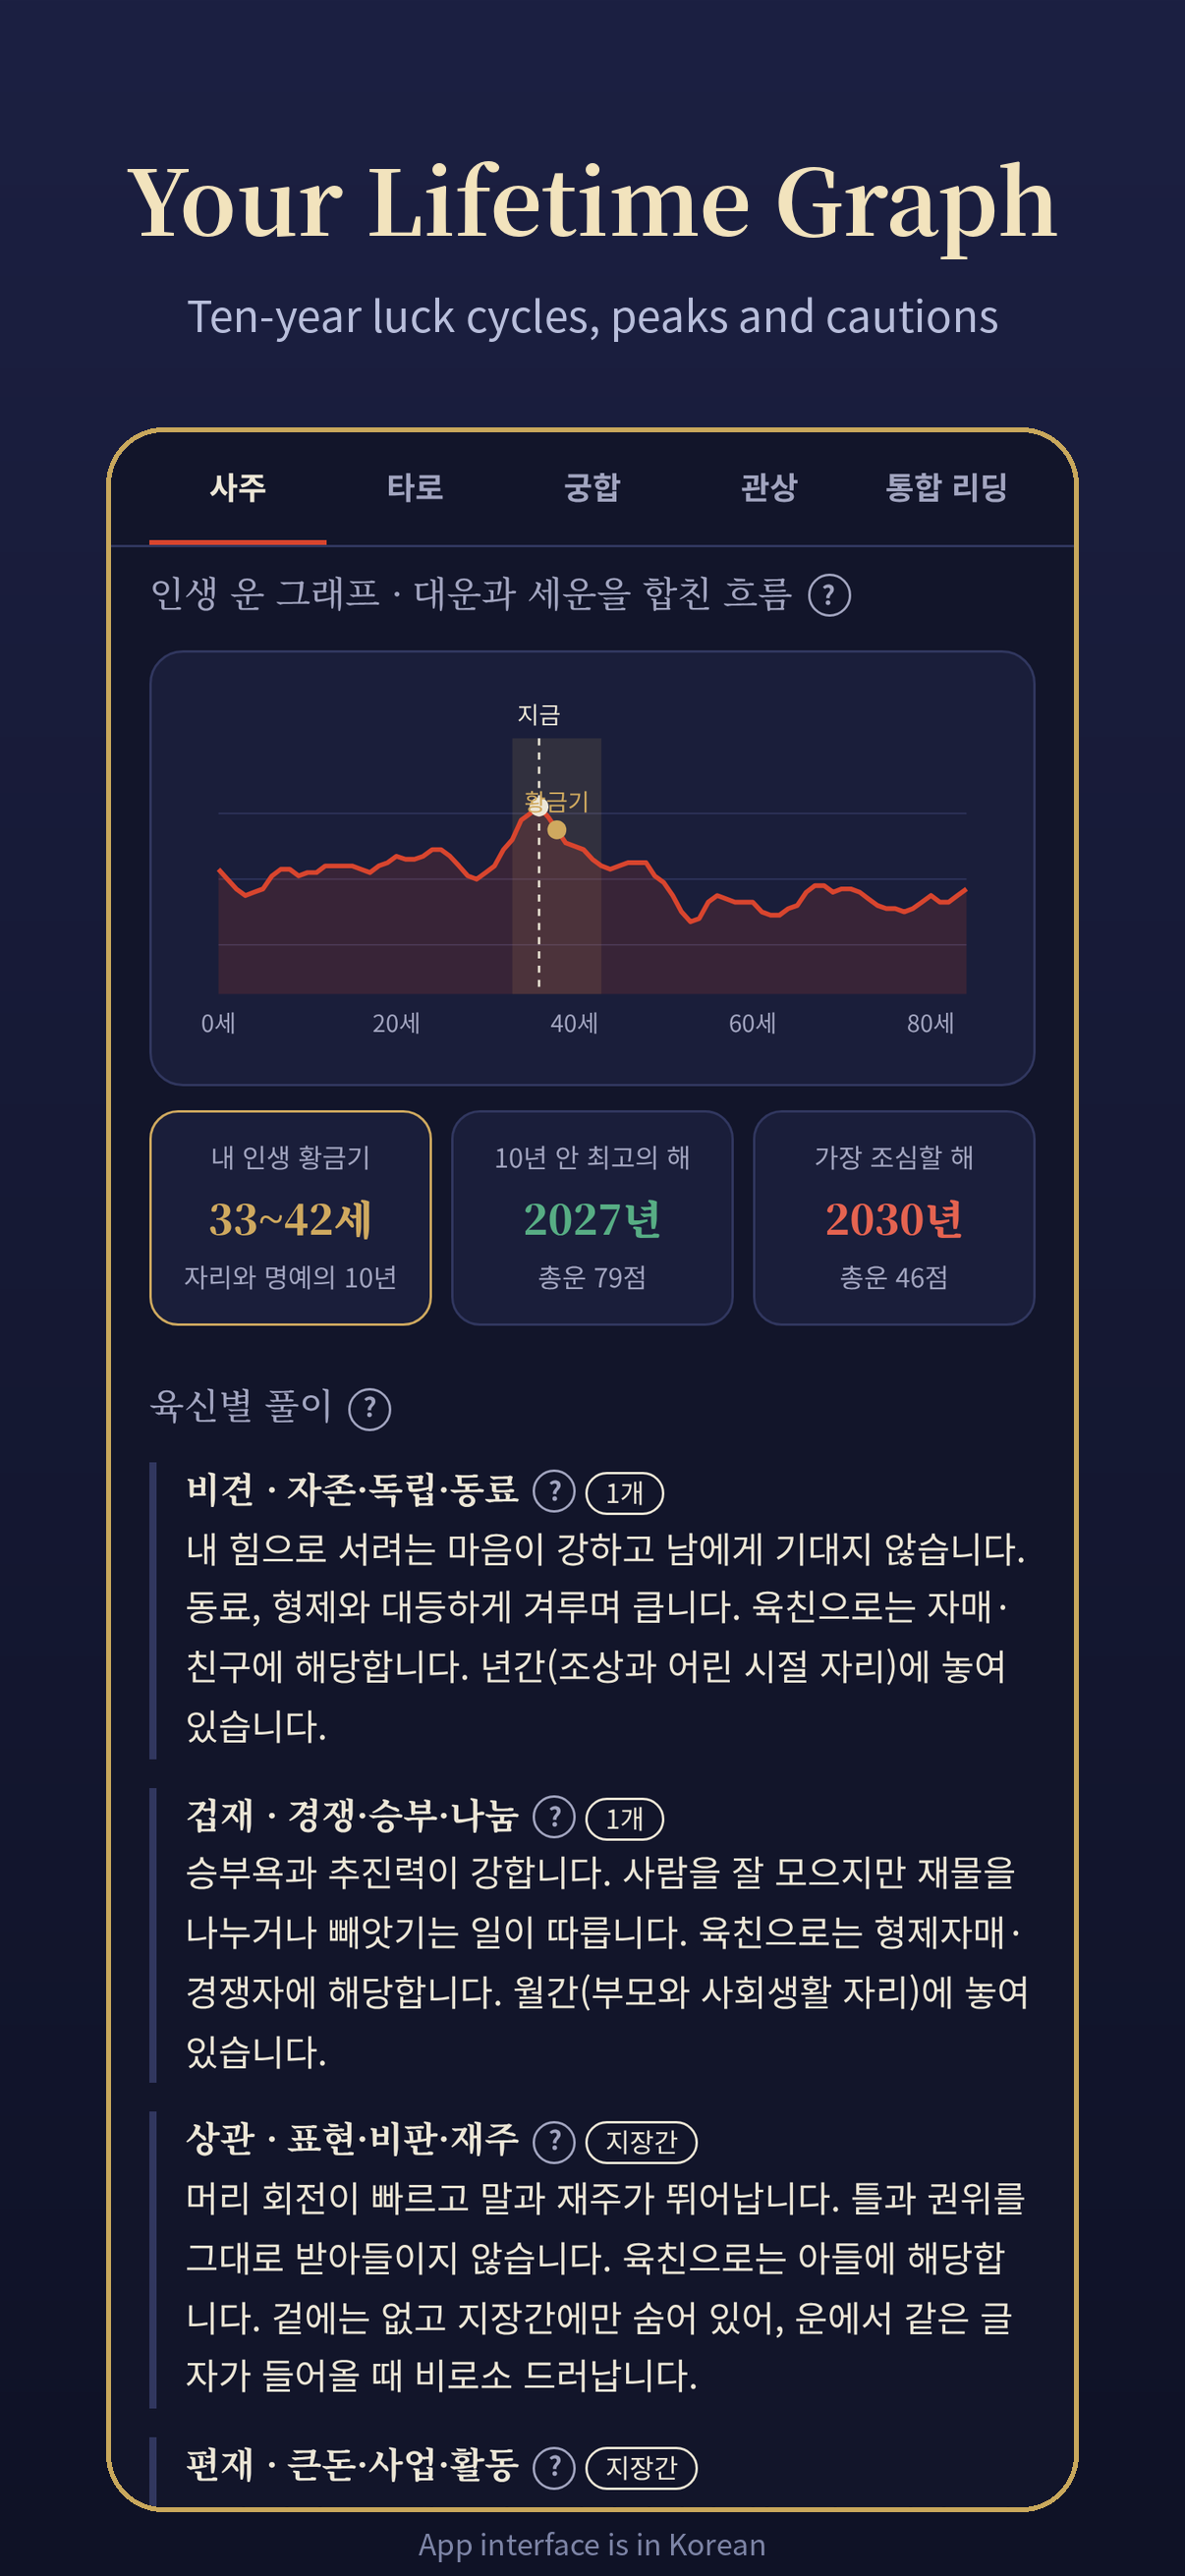 Your Lifetime Graph
Ten-year luck cycles, peaks and cautions
사주 타로 궁합 관상 통합 리딩
인생 운 그래프 · 대운과 세운을 합친 흐름 ?
지금
황금기
0세 20세 40세 60세 80세
내 인생 황금기
33~42세
자리와 명예의 10년
10년 안 최고의 해
2027년
총운 79점
가장 조심할 해
2030년
총운 46점
육신별 풀이 ?
비견 · 자존·독립·동료 ? 1개
내 힘으로 서려는 마음이 강하고 남에게 기대지 않습니다.
동료, 형제와 대등하게 겨루며 큽니다. 육친으로는 자매·
친구에 해당합니다. 년간(조상과 어린 시절 자리)에 놓여
있습니다.
겁재 · 경쟁·승부·나눔 ? 1개
승부욕과 추진력이 강합니다. 사람을 잘 모으지만 재물을
나누거나 빼앗기는 일이 따릅니다. 육친으로는 형제자매·
경쟁자에 해당합니다. 월간(부모와 사회생활 자리)에 놓여
있습니다.
상관 · 표현·비판·재주 ? 지장간
머리 회전이 빠르고 말과 재주가 뛰어납니다. 틀과 권위를
그대로 받아들이지 않습니다. 육친으로는 아들에 해당합
니다. 겉에는 없고 지장간에만 숨어 있어, 운에서 같은 글
자가 들어올 때 비로소 드러납니다.
편재 · 큰돈·사업·활동 ? 지장간
App interface is in Korean